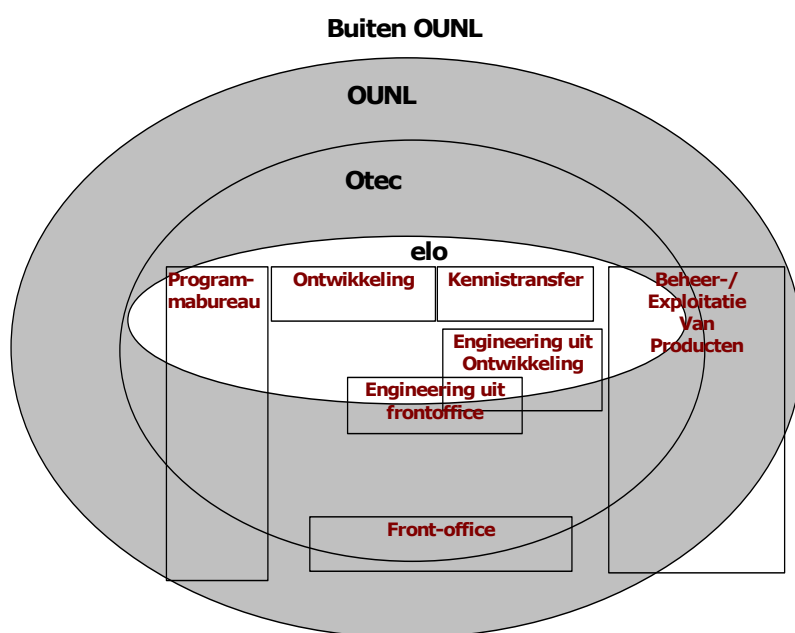 Buiten OUNL
OUNL
Otec
elo
Program-
mabureau
Ontwikkeling
Kennistransfer
Beheer-/
Exploitatie
Van
Producten
Engineering uit
Ontwikkeling
Engineering uit
frontoffice
Front-office